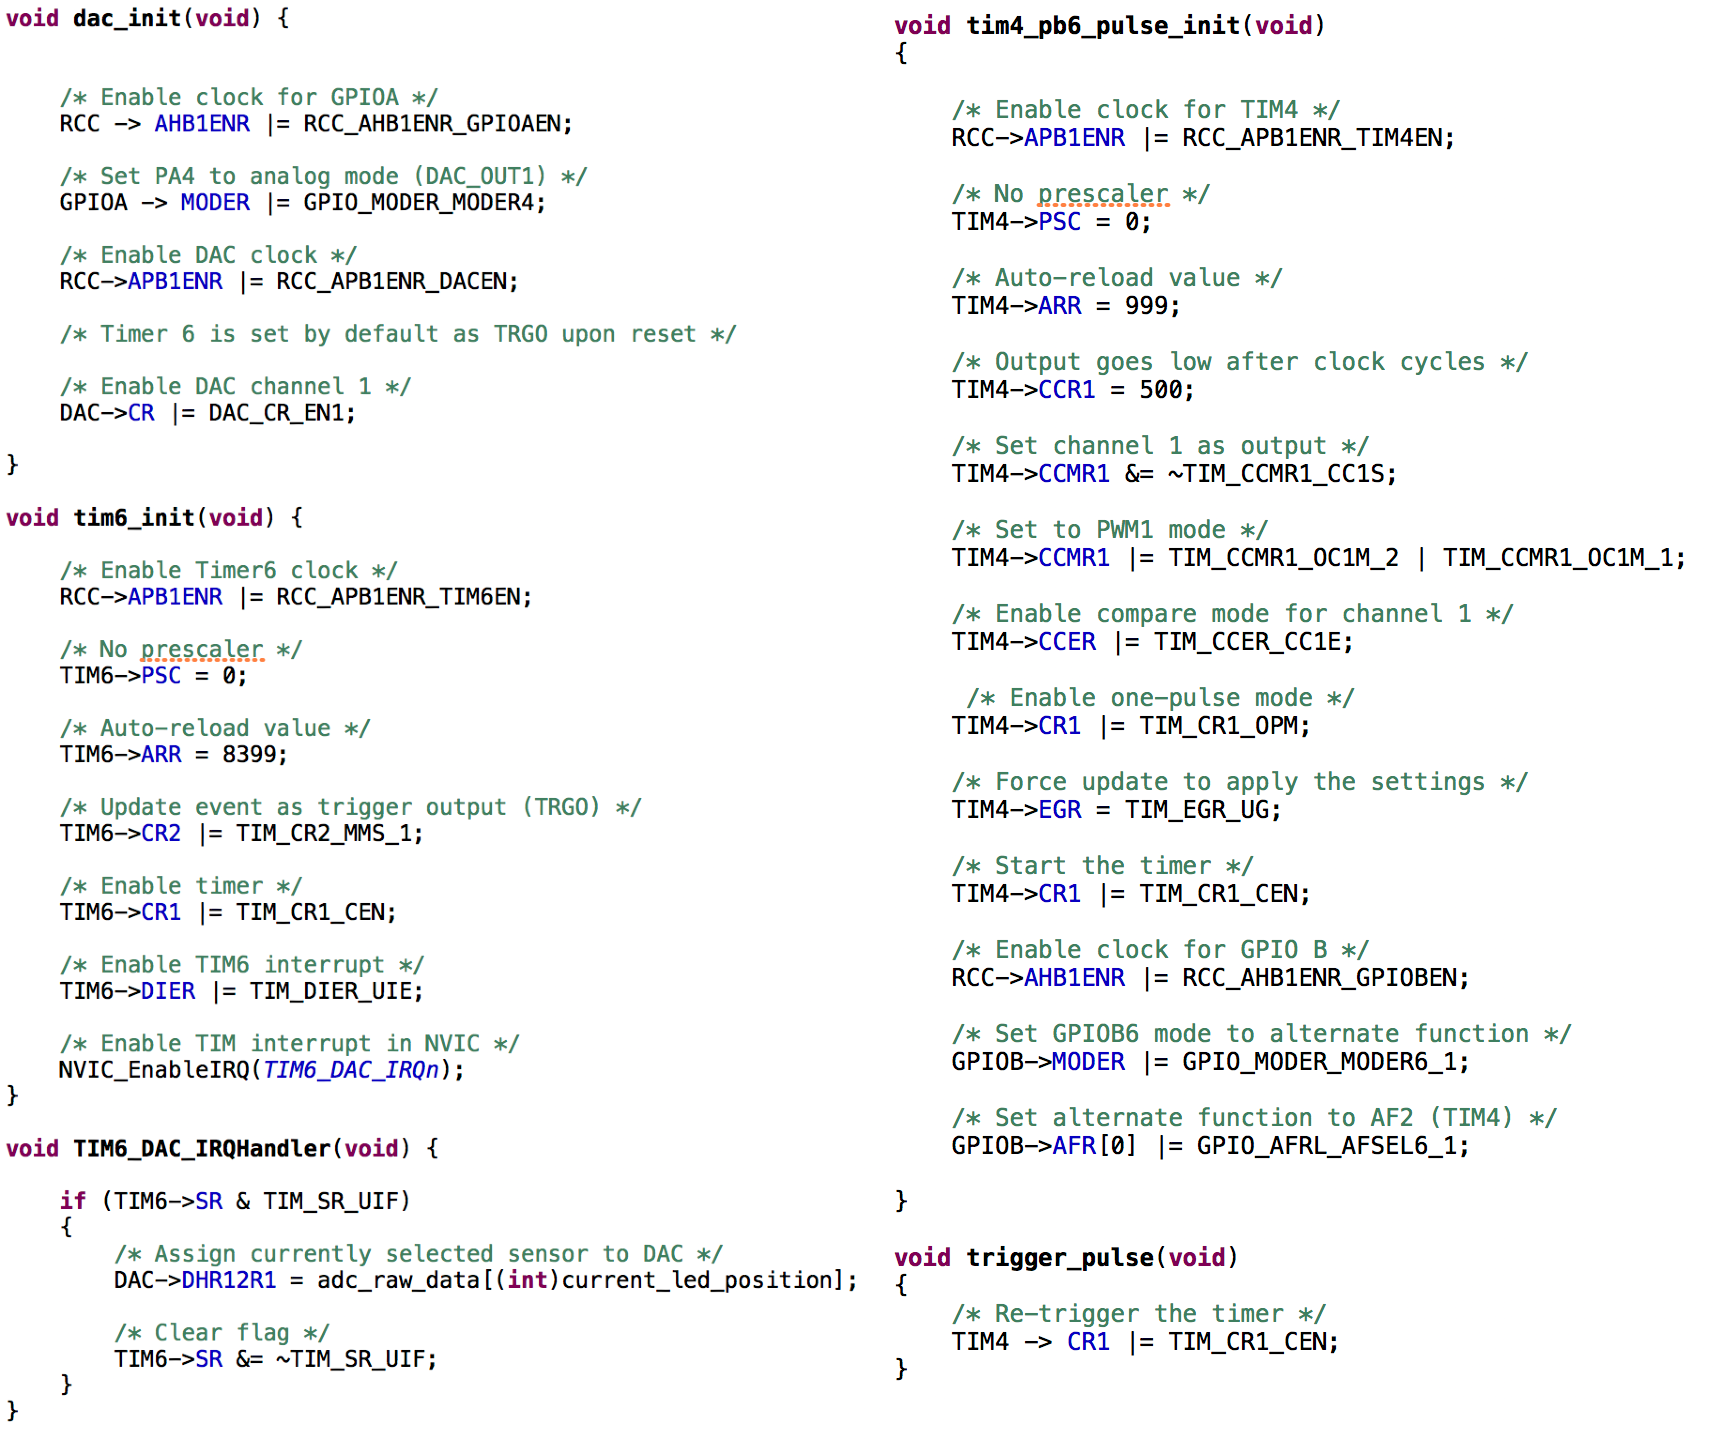 void dac_init(void) {
/* Enable clock for GPIOA */
RCC -> AHB1ENR |= RCC_AHB1ENR_GPIOAEN;
/* Set PA4 to analog mode (DAC_OUT1) */
GPIOA -> MODER |= GPIO_MODER_MODER4;
/* Enable DAC clock */
RCC->APB1ENR |= RCC_APB1ENR_DACEN;
/* Timer 6 is set by default as TRGO upon reset */
/* Enable DAC channel 1 */
DAC->CR |= DAC_CR_EN1;
}
void tim6_init(void) {
/* Enable Timer6 clock */
RCC->APB1ENR |= RCC_APB1ENR_TIM6EN;
/* No prescaler */
TIM6->PSC = 0;
/* Auto-reload value */
TIM6->ARR = 8399;
/* Update event as trigger output (TRGO) */
TIM6->CR2 |= TIM_CR2_MMS_1;
/* Enable timer */
TIM6->CR1 |= TIM_CR1_CEN;
/* Enable TIM6 interrupt */
TIM6->DIER |= TIM_DIER_UIE;
/* Enable TIM interrupt in NVIC */
NVIC_EnableIRQ(TIM6_DAC_IRQn);
}
void TIM6_DAC_IRQHandler(void) {
if (TIM6->SR & TIM_SR_UIF)
{
/* Assign currently selected sensor to DAC */
DAC->DHR12R1 = adc_raw_data[(int)current_led_position];
/* Clear flag */
TIM6->SR &= ~TIM_SR_UIF;
}
}
void tim4_pb6_pulse_init(void)
{
/* Enable clock for TIM4 */
RCC->APB1ENR |= RCC_APB1ENR_TIM4EN;
/* No prescaler */
TIM4->PSC = 0;
/* Auto-reload value */
TIM4->ARR = 999;
/* Output goes low after clock cycles */
TIM4->CCR1 = 500;
/* Set channel 1 as output */
TIM4->CCMR1 &= ~TIM_CCMR1_CC1S;
/* Set to PWM1 mode */
TIM4->CCMR1 |= TIM_CCMR1_OC1M_2 | TIM_CCMR1_OC1M_1;
/* Enable compare mode for channel 1 */
TIM4->CCER |= TIM_CCER_CC1E;
/* Enable one-pulse mode */
TIM4->CR1 |= TIM_CR1_OPM;
/* Force update to apply the settings */
TIM4->EGR = TIM_EGR_UG;
/* Start the timer */
TIM4->CR1 |= TIM_CR1_CEN;
/* Enable clock for GPIO B */
RCC->AHB1ENR |= RCC_AHB1ENR_GPIOBEN;
/* Set GPIOB6 mode to alternate function */
GPIOB->MODER |= GPIO_MODER_MODER6_1;
/* Set alternate function to AF2 (TIM4) */
GPIOB->AFR[0] |= GPIO_AFRL_AFSEL6_1;
}
void trigger_pulse(void)
{
/* Re-trigger the timer */
TIM4 -> CR1 |= TIM_CR1_CEN;
}